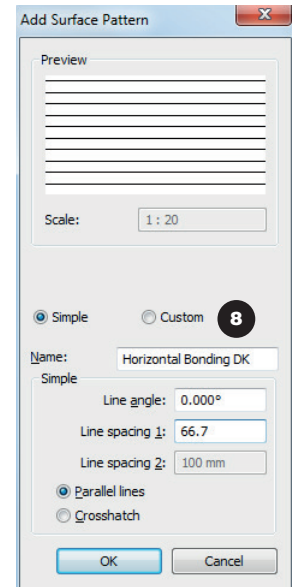 Add Surface Pattern
Preview
Scale: 1 : 20
Simple Custom 8
Name: Horizontal Bonding DK
Simple
Line angle: 0.000°
Line spacing 1: 66.7
Line spacing 2: 100 mm
Parallel lines
Crosshatch
OK Cancel